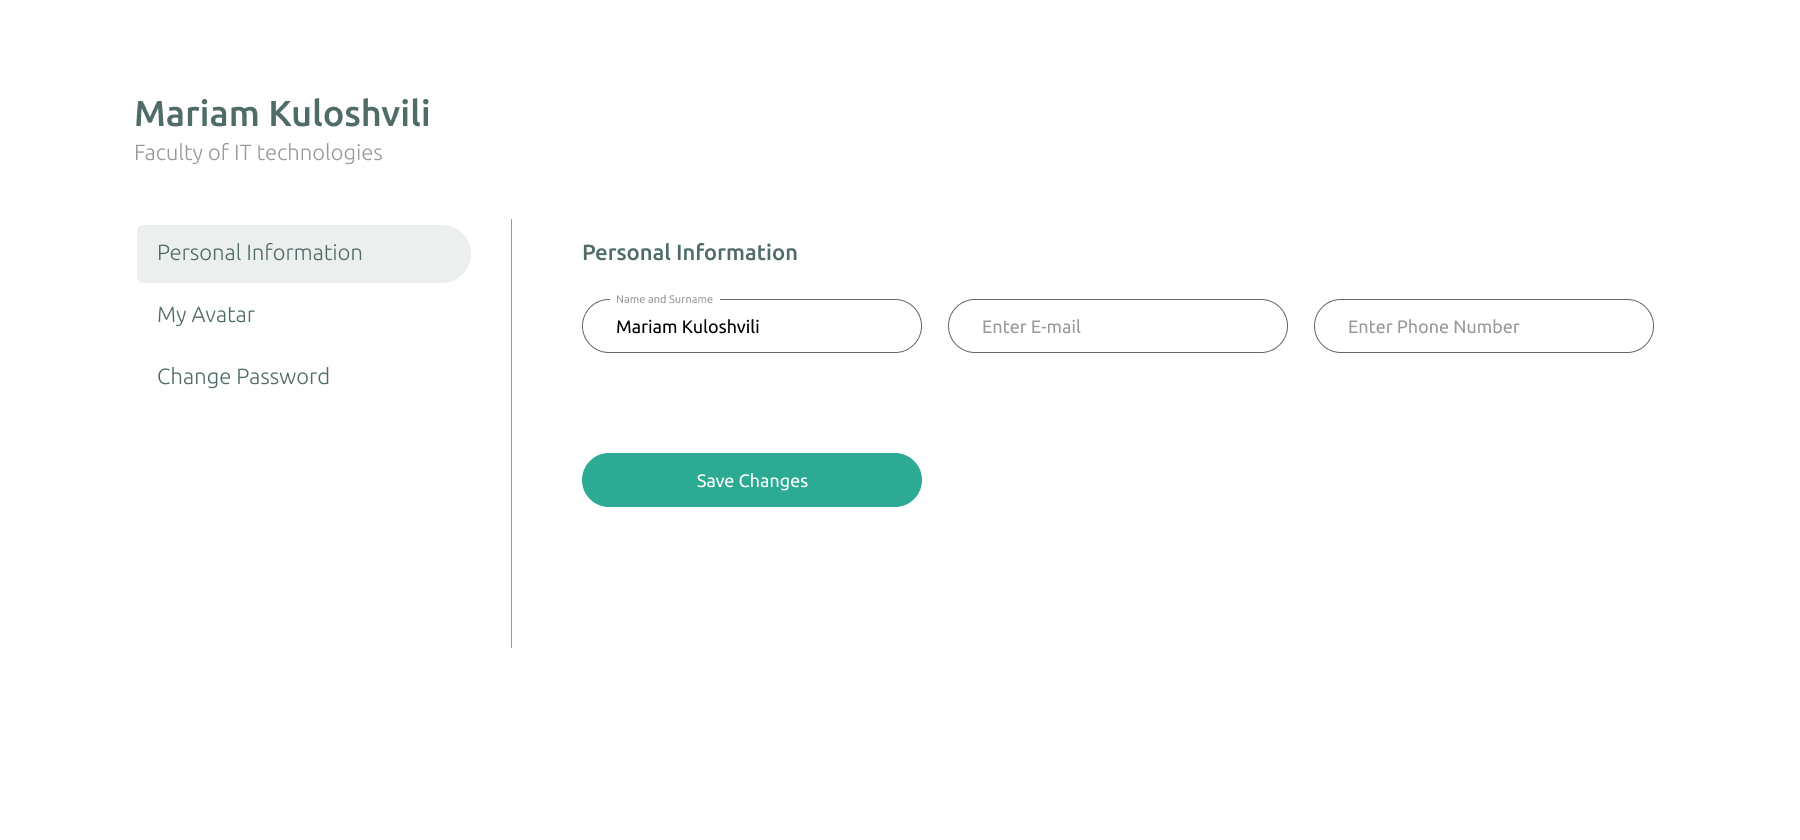 Mariam Kuloshvili
Faculty of IT technologies
Personal Information
My Avatar
Change Password
Personal Information
Name and Surname
Mariam Kuloshvili
Enter E-mail
Enter Phone Number
Save Changes